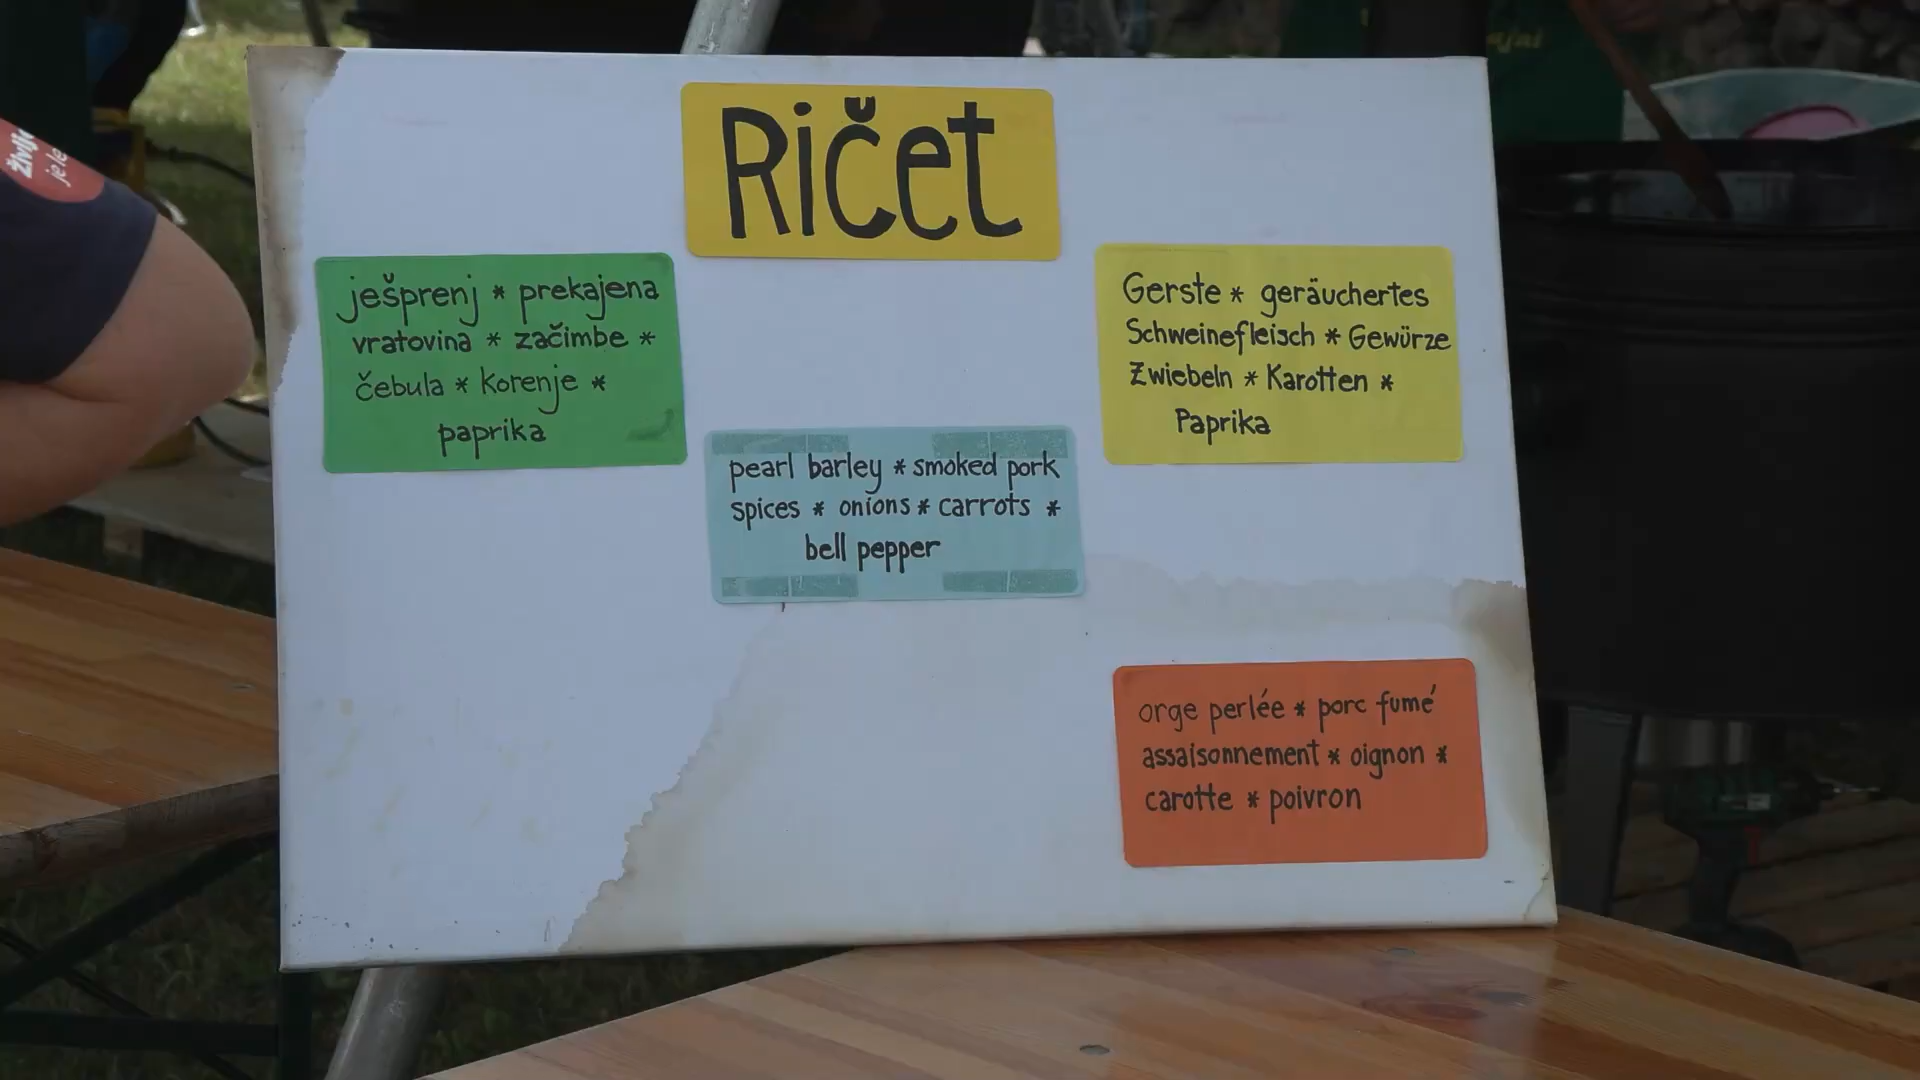 Ričet
ješprenj * prekajena
vratovina * začimbe *
čebula * korenje *
paprika
Gerste * geräuchertes
Schweinefleisch * Gewürze
Zwiebeln * Karotten *
Paprika
pearl barley * smoked pork
spices * onions * carrots *
bell pepper
orge perlée * porc fumé
assaisonnement * oignon *
carotte * poivron